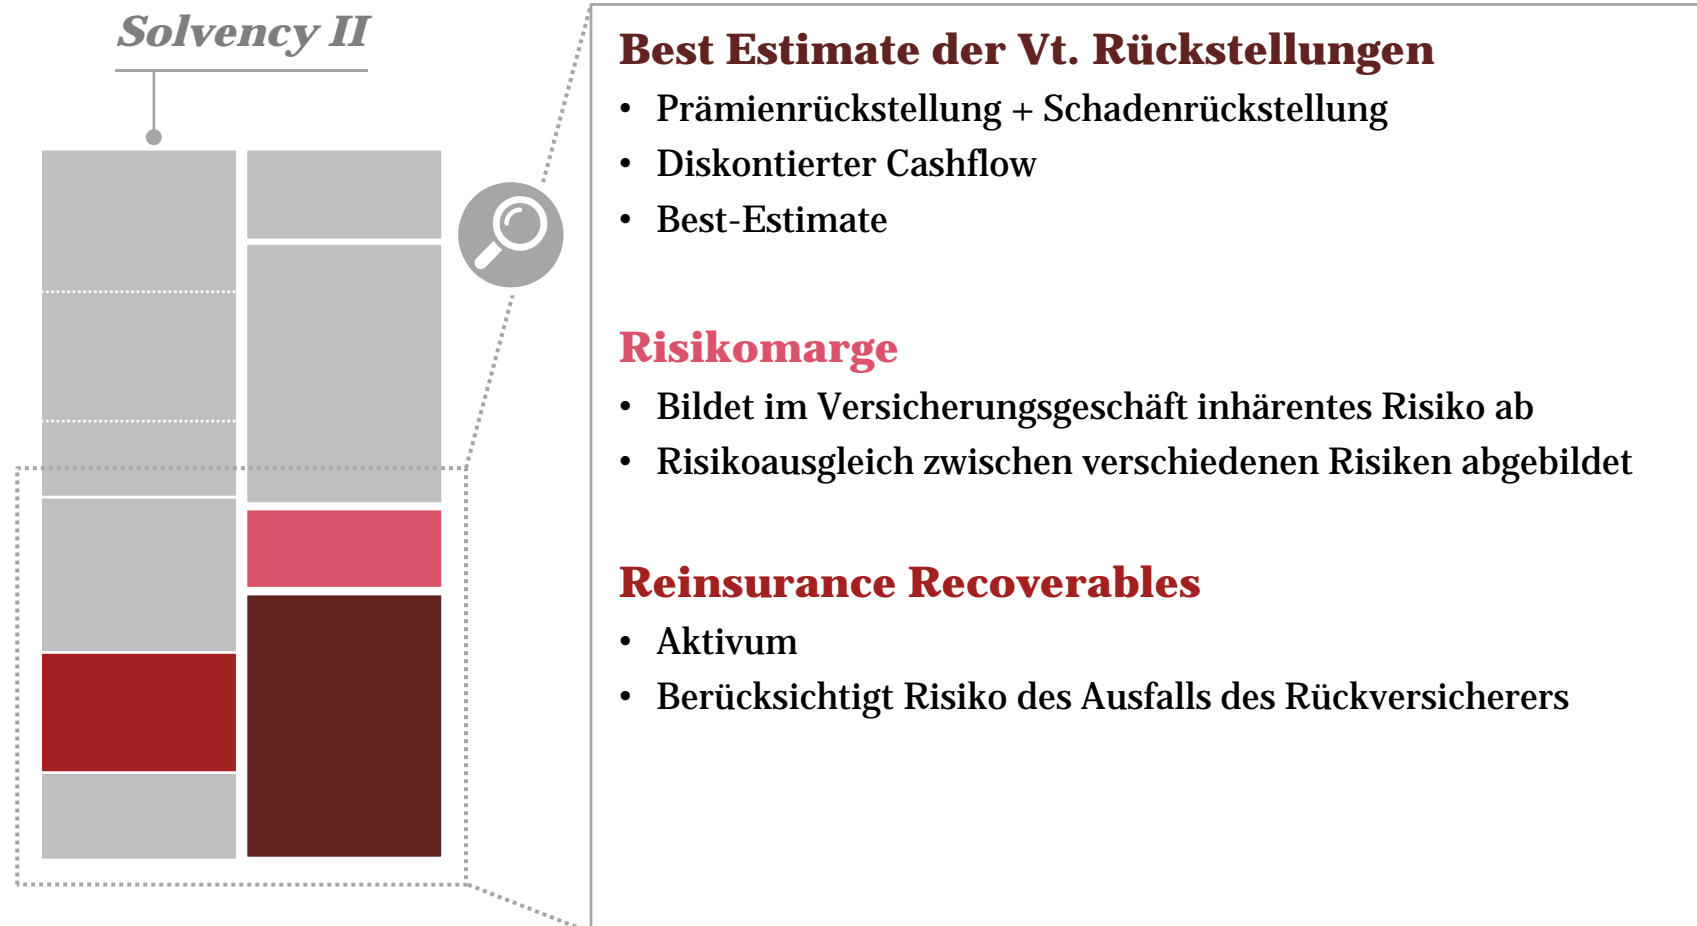 Solvency II
Best Estimate der Vt. Rückstellungen
• Prämienrückstellung + Schadenrückstellung
• Diskontierter Cashflow
• Best-Estimate
Risikomarge
• Bildet im Versicherungsgeschäft inhärentes Risiko ab
• Risikoausgleich zwischen verschiedenen Risiken abgebildet
Reinsurance Recoverables
• Aktivum
• Berücksichtigt Risiko des Ausfalls des Rückversicherers